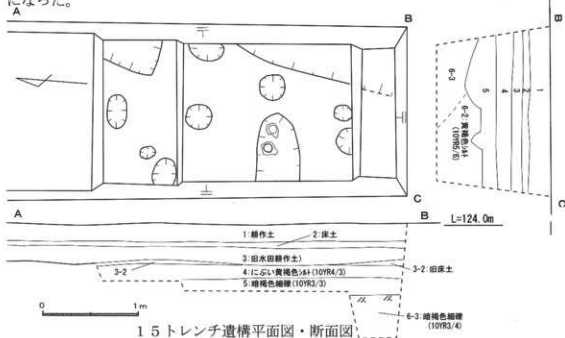 になった。
A
B
B
6-3
5
4
3
2
1
6-2:黄褐色ｼﾙﾄ
(10YR5/6)
C
C
A
B
L=124.0m
1:耕作土
2:床土
3:旧水田耕作土)
3-2
4:にぶい黄褐色ｼﾙﾄ(10YR4/3)
3-2:旧床土
5:暗褐色細礫(10YR3/3)
6-3:暗褐色細礫
(10YR3/4)
0
1m
15トレンチ遺構平面図・断面図